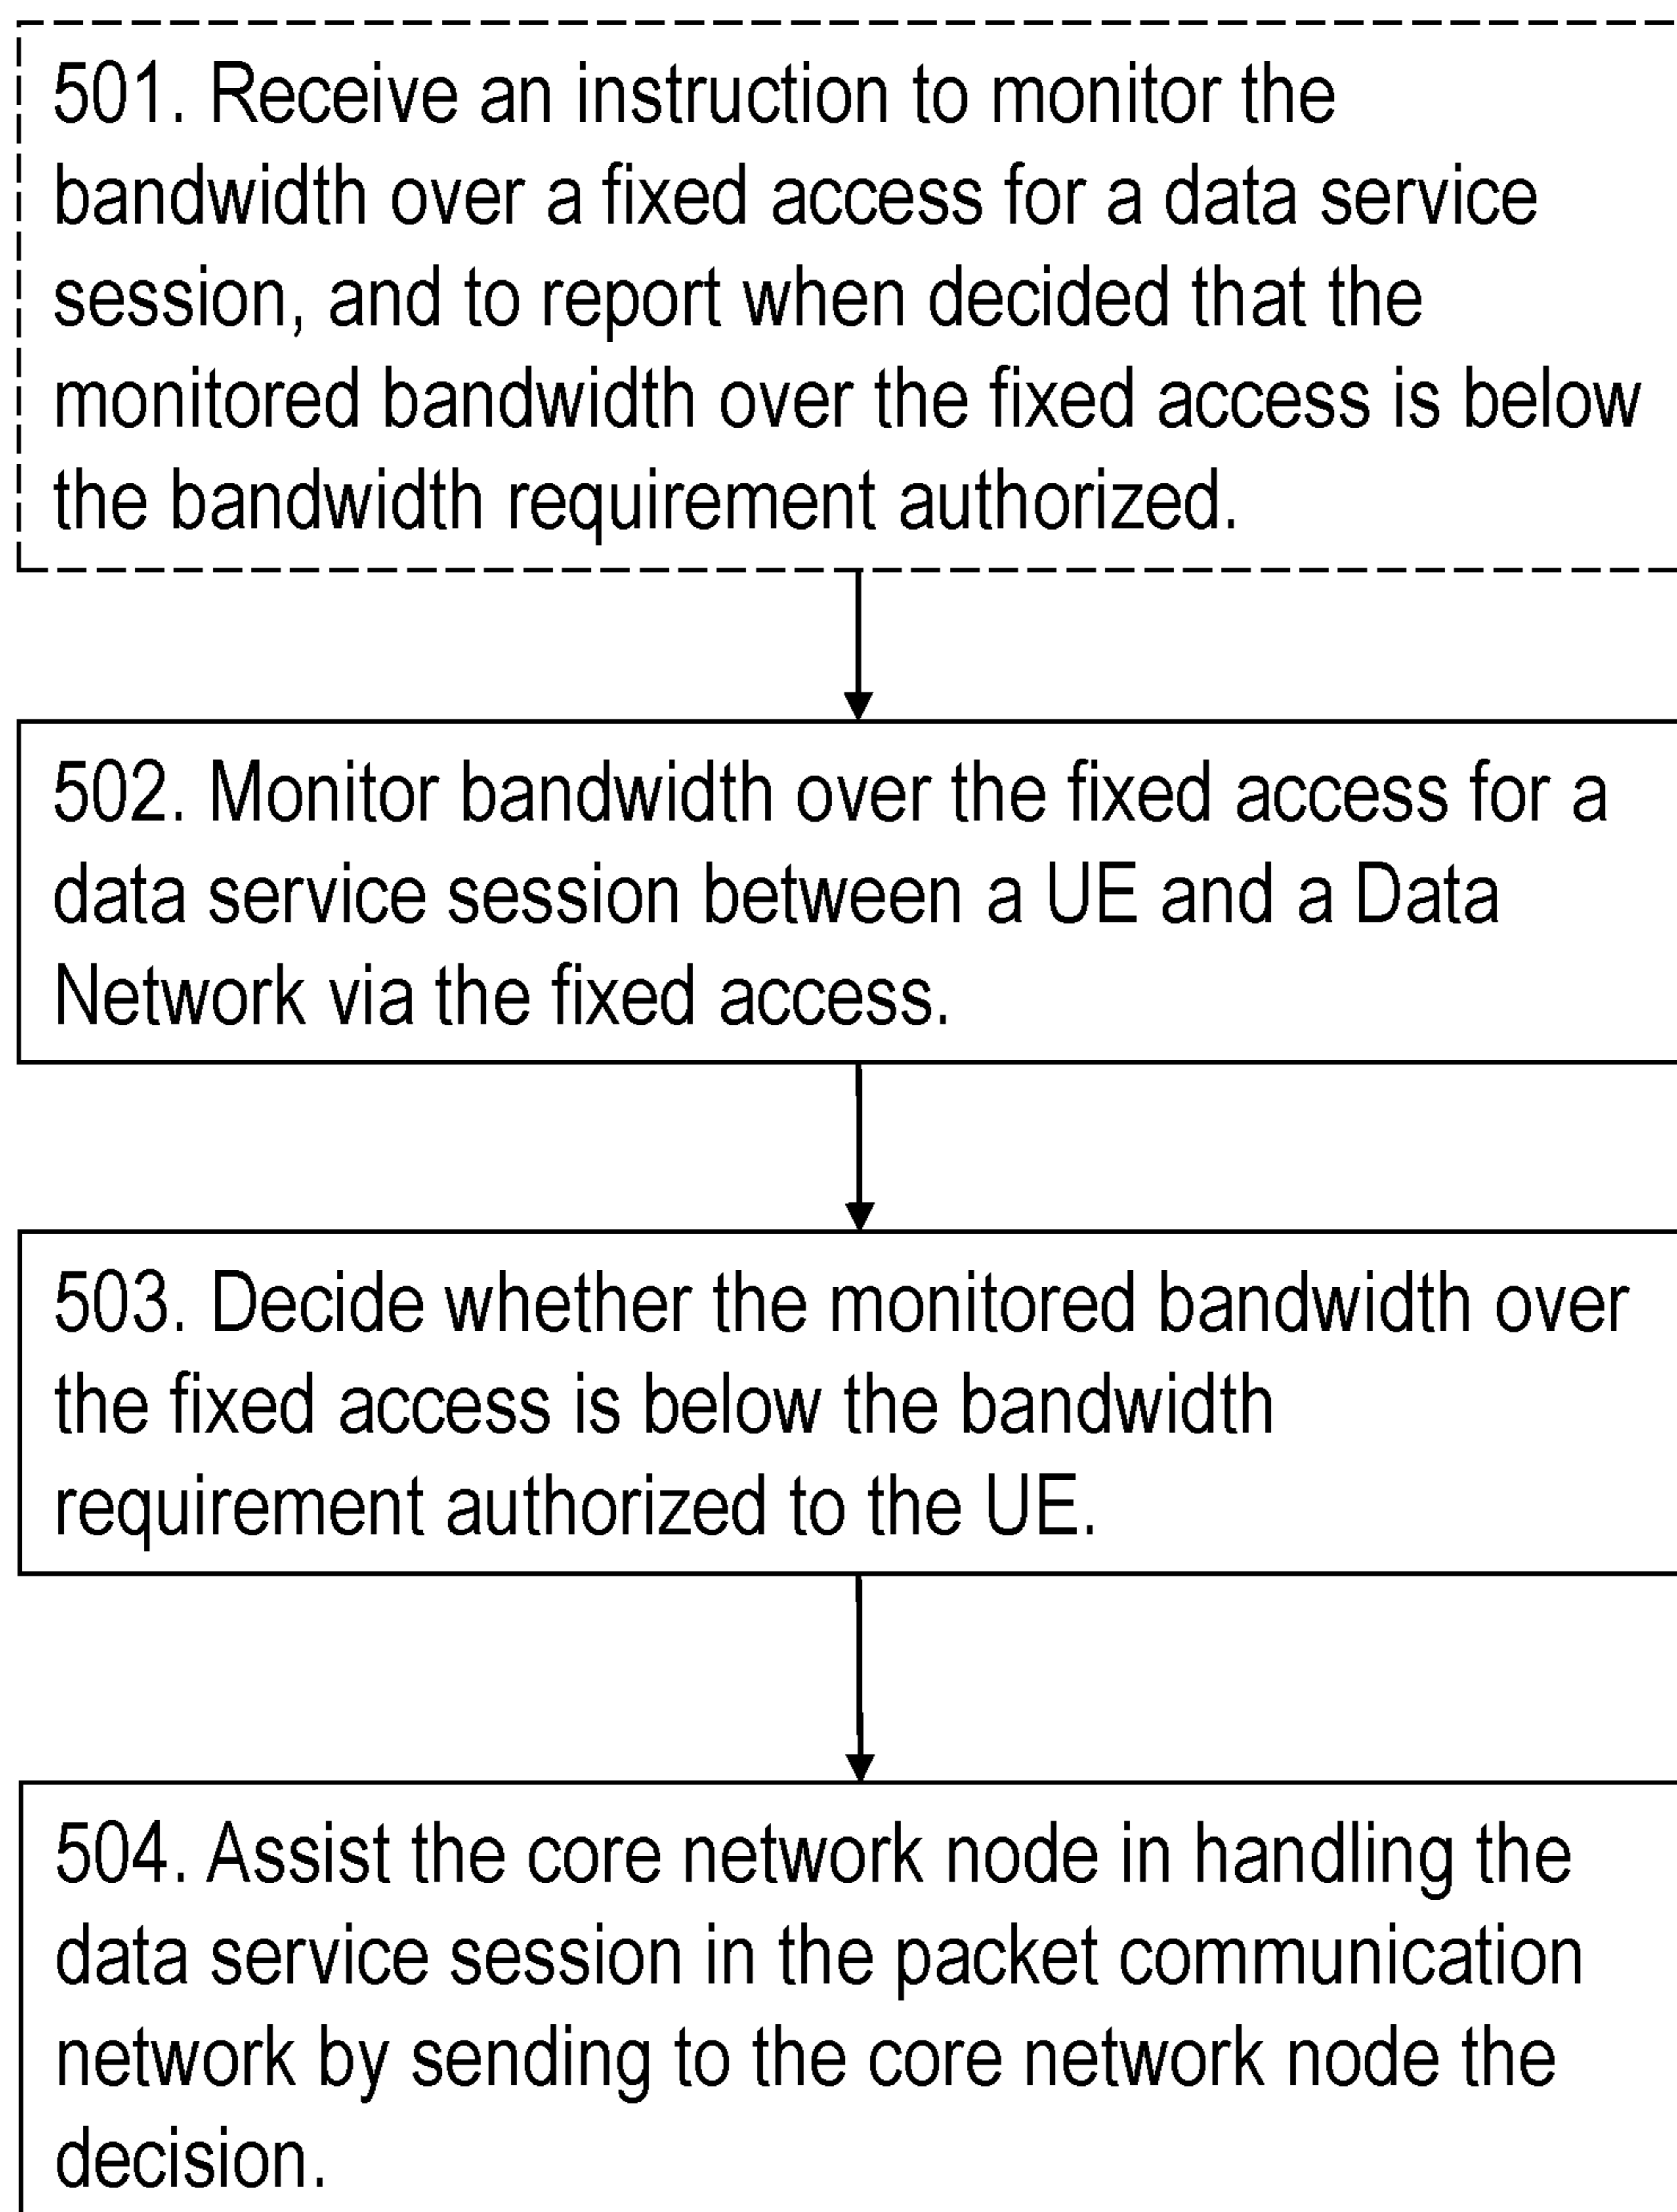 501. Receive an instruction to monitor the
bandwidth over a fixed access for a data service
session, and to report when decided that the
monitored bandwidth over the fixed access is below
the bandwidth requirement authorized.
502. Monitor bandwidth over the fixed access for a
data service session between a UE and a Data
Network via the fixed access.
503. Decide whether the monitored bandwidth over
the fixed access is below the bandwidth
requirement authorized to the UE.
504. Assist the core network node in handling the
data service session in the packet communication
network by sending to the core network node the
decision.